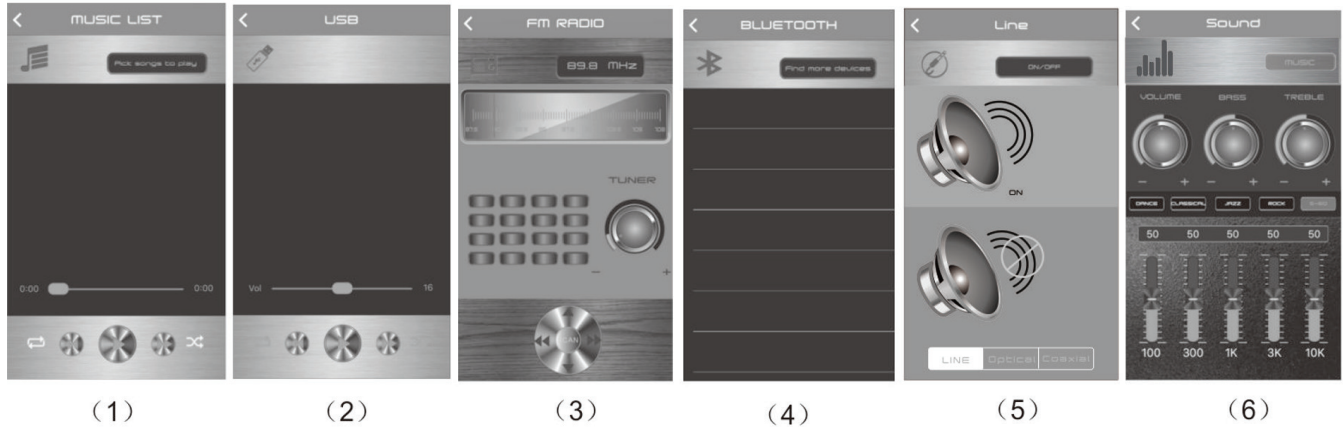 MUSIC LIST
Pick songs to play
0:00 0:00
(1)
USB
Vol 16
(2)
FM RADIO
89.8 MHz
TUNER
− +
SCAN
(3)
BLUETOOTH
Find more devices
(4)
Line
ON/OFF
ON
LINE Optical Coaxial
(5)
Sound
MUSIC
VOLUME BASS TREBLE
− + − + − +
DANCE CLASSICAL JAZZ ROCK
50 50 50 50 50
100 300 1K 3K 10K
(6)